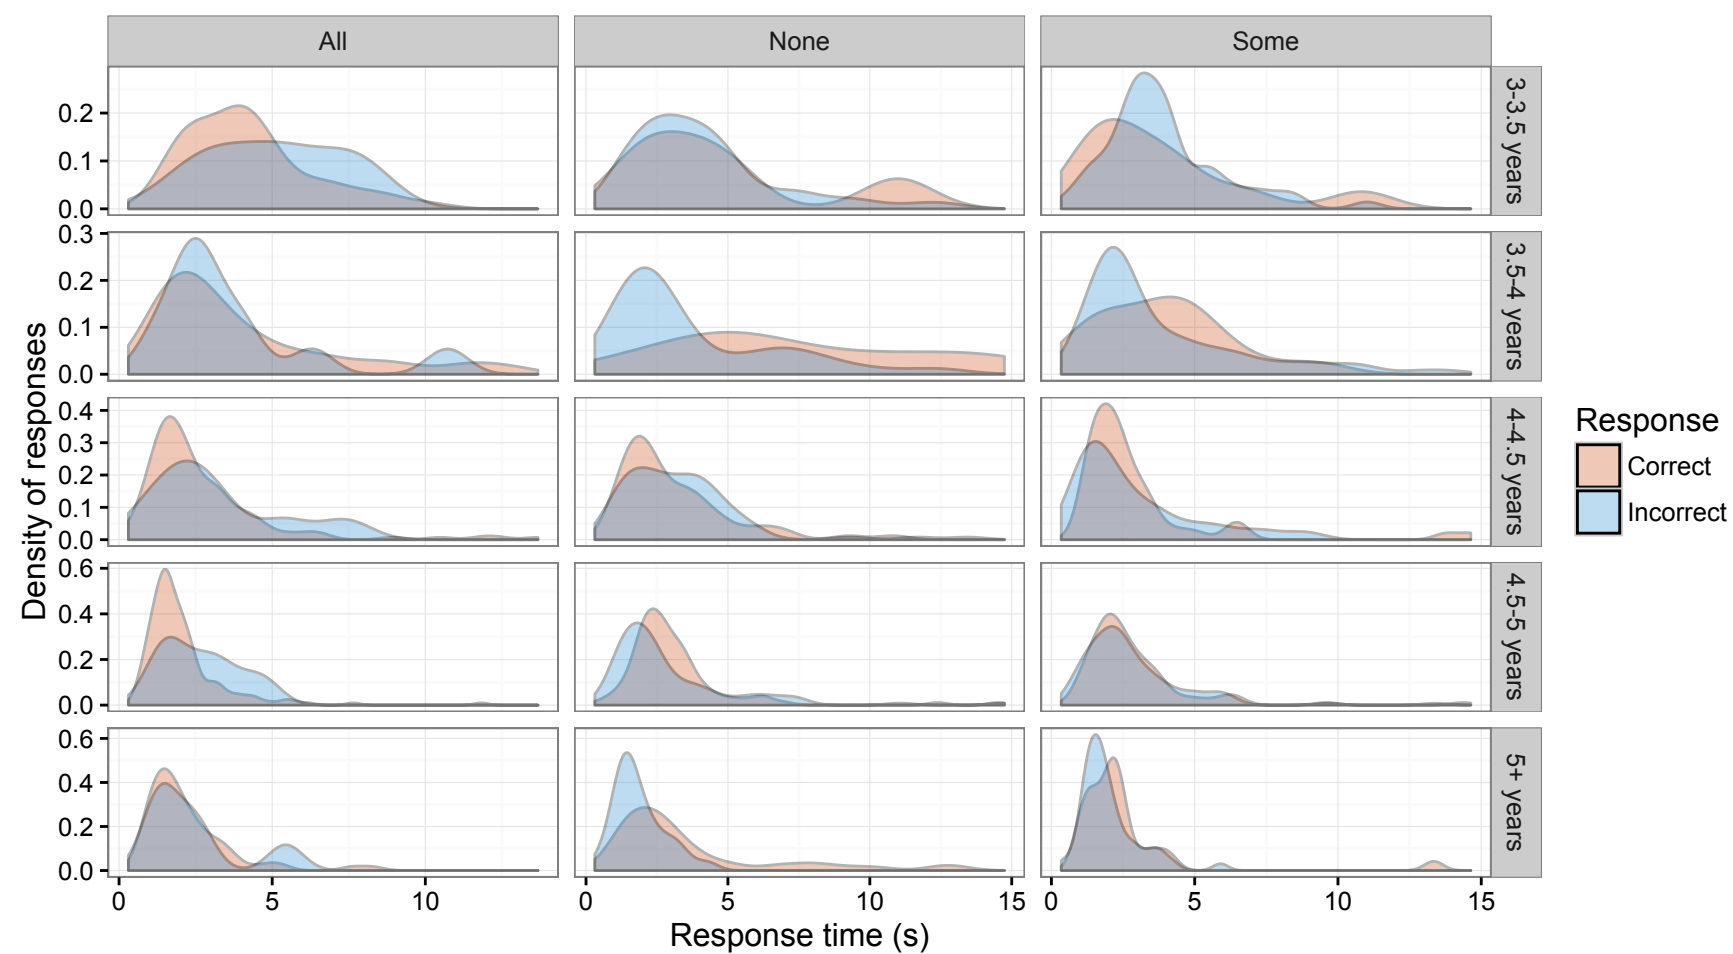 All
None
Some
0.2
0.1
0.0
3-3.5 years
0.3
0.2
0.1
0.0
3.5-4 years
0.4
0.3
0.2
0.1
0.0
4-4.5 years
0.6
0.4
0.2
0.0
4.5-5 years
0.6
0.4
0.2
0.0
5+ years
0 5 10
0 5 10 15
0 5 10 15
Response time (s)
Density of responses
Response
Correct
Incorrect